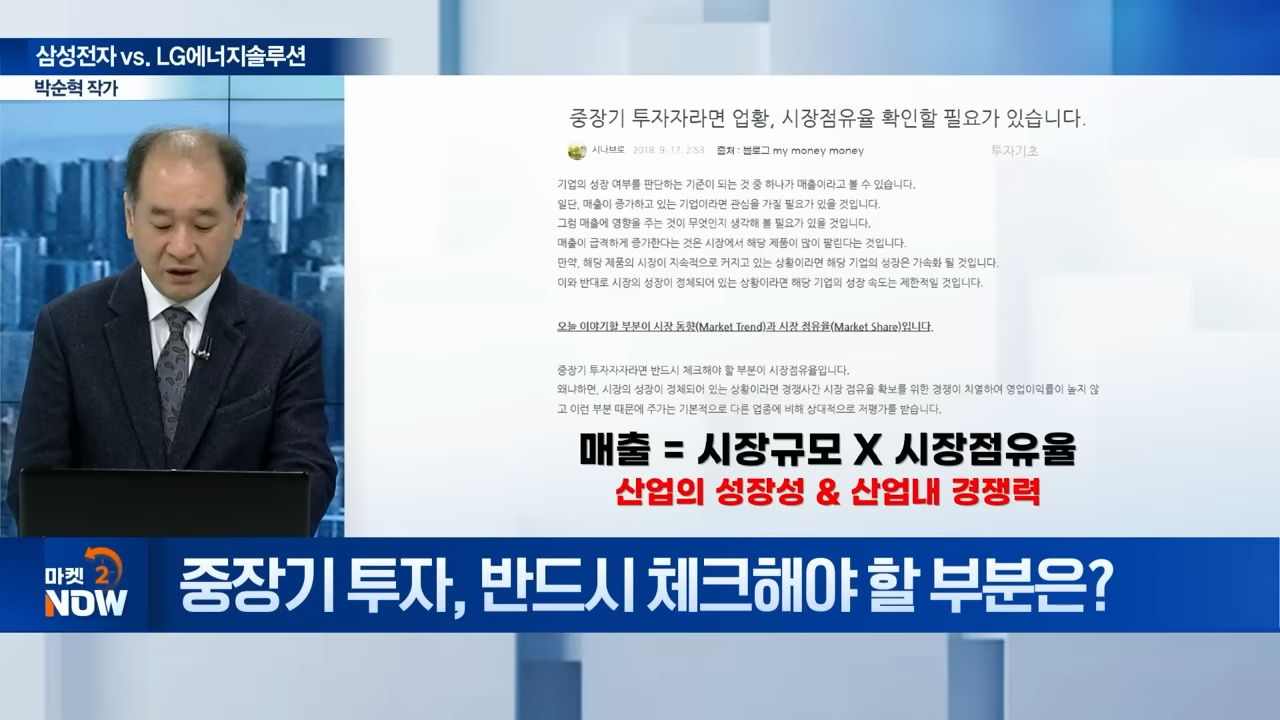 삼성전자 vs. LG에너지솔루션
박순혁 작가
중장기 투자자라면 업황, 시장점유율 확인할 필요가 있습니다.
시나브로 2018. 9. 17. 2:53 출처 : 블로그 my money money 투자기초
기업의 성장 여부를 판단하는 기준이 되는 것 중 하나가 매출이라고 볼 수 있습니다.
일단, 매출이 증가하고 있는 기업이라면 관심을 가질 필요가 있을 것입니다.
그럼 매출에 영향을 주는 것이 무엇인지 생각해 볼 필요가 있을 것입니다.
매출이 급격하게 증가한다는 것은 시장에서 해당 제품이 많이 팔린다는 것입니다.
만약, 해당 제품의 시장이 지속적으로 커지고 있는 상황이라면 해당 기업의 성장은 가속화 될 것입니다.
이와 반대로 시장의 성장이 정체되어 있는 상황이라면 해당 기업의 성장 속도는 제한적일 것입니다.
오늘 이야기할 부분이 시장 동향(Market Trend)과 시장 점유율(Market Share)입니다.
중장기 투자자자라면 반드시 체크해야 할 부분이 시장점유율입니다.
왜냐하면, 시장의 성장이 정체되어 있는 상황이라면 경쟁사간 시장 점유율 확보를 위한 경쟁이 치열하여 영업이익률이 높지 않
고 이런 부분 때문에 주가는 기본적으로 다른 업종에 비해 상대적으로 저평가를 받습니다.
매출 = 시장규모 X 시장점유율
산업의 성장성 & 산업내 경쟁력
마켓 2
NOW
중장기 투자, 반드시 체크해야 할 부분은?